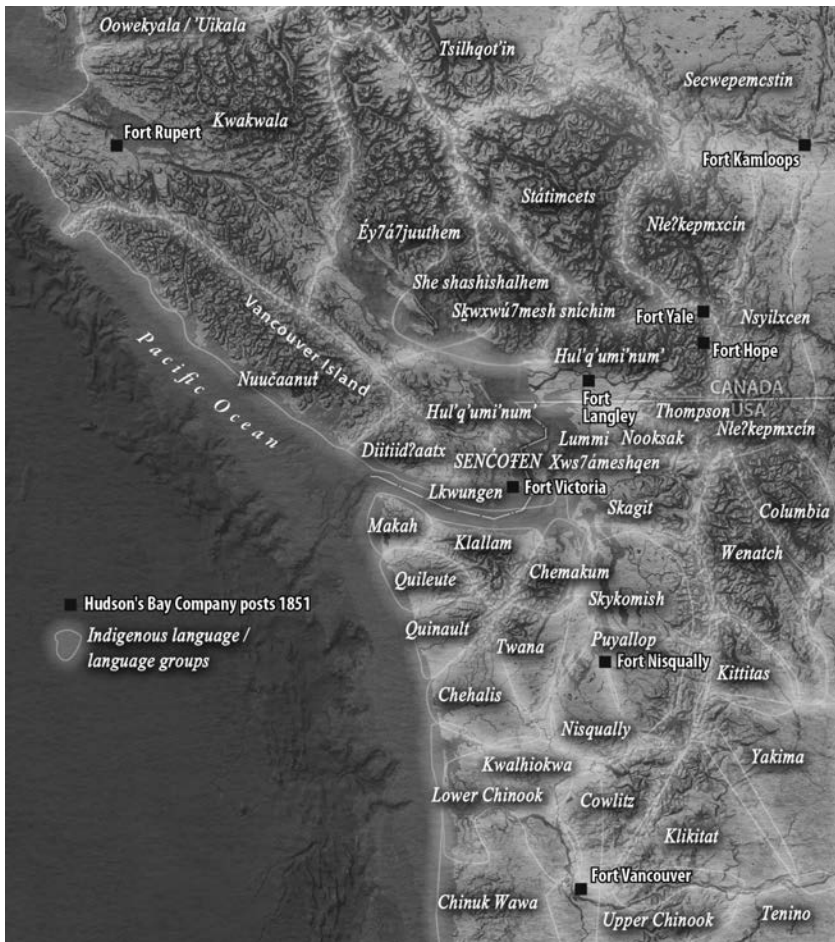 Oowekyala / 'Uikala
Tsilhqot'in
Secwepemcstin
Kwakwala
Fort Rupert
Fort Kamloops
Státimcets
Nłeʔkepmxcín
Éy7á7juuthem
She shashishalhem
Sḵwxwú7mesh sníchim
Fort Yale
Nsyilxcen
Vancouver Island
Pacific Ocean
Fort Hope
Hul'q'umi'num'
Nuučaanuł
Fort
Langley
CANADA
USA
Hul'q'umi'num'
Thompson
Nłeʔkepmxcín
Lummi
Nooksak
Diitiidʔaatx
SENĆOŦEN
Xws7ámeshqen
Lkwungen
Fort Victoria
Skagit
Columbia
Makah
Klallam
Wenatch
Quileute
Chemakum
Skykomish
Hudson's Bay Company posts 1851
Indigenous language /
language groups
Quinault
Twana
Puyallop
Fort Nisqually
Kittitas
Chehalis
Nisqually
Yakima
Kwalhiokwa
Lower Chinook
Cowlitz
Klikitat
Fort Vancouver
Chinuk Wawa
Upper Chinook
Tenino